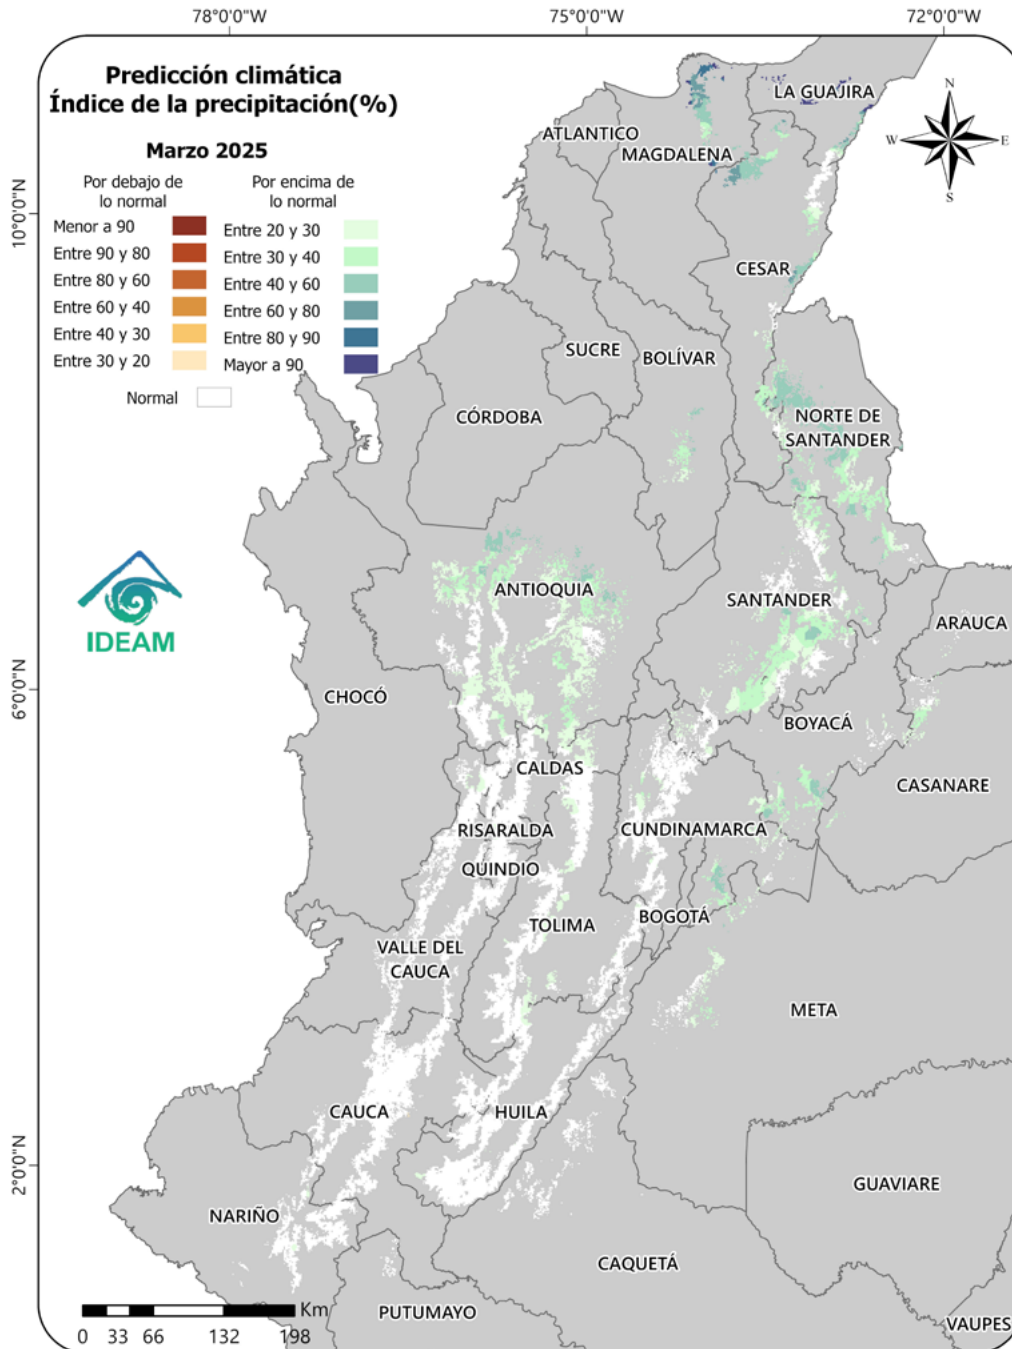 78°0'0"W
75°0'0"W
72°0'0"W
Predicción climática
Índice de la precipitación(%)
Marzo 2025
Por debajo de
lo normal
Menor a 90
Entre 90 y 80
Entre 80 y 60
Entre 60 y 40
Entre 40 y 30
Entre 30 y 20
Por encima de
lo normal
Entre 20 y 30
Entre 30 y 40
Entre 40 y 60
Entre 60 y 80
Entre 80 y 90
Mayor a 90
Normal
N
W
E
S
10°0'0"N
6°0'0"N
2°0'0"N
LA GUAJIRA
ATLANTICO
MAGDALENA
CESAR
SUCRE
BOLÍVAR
CÓRDOBA
NORTE DE
SANTANDER
ANTIOQUIA
SANTANDER
ARAUCA
IDEAM
CHOCÓ
BOYACÁ
CALDAS
CASANARE
RISARALDA
CUNDINAMARCA
QUINDIO
BOGOTÁ
TOLIMA
VALLE DEL
CAUCA
META
CAUCA
HUILA
GUAVIARE
NARIÑO
CAQUETÁ
PUTUMAYO
VAUPES
Km
0 33 66 132 198